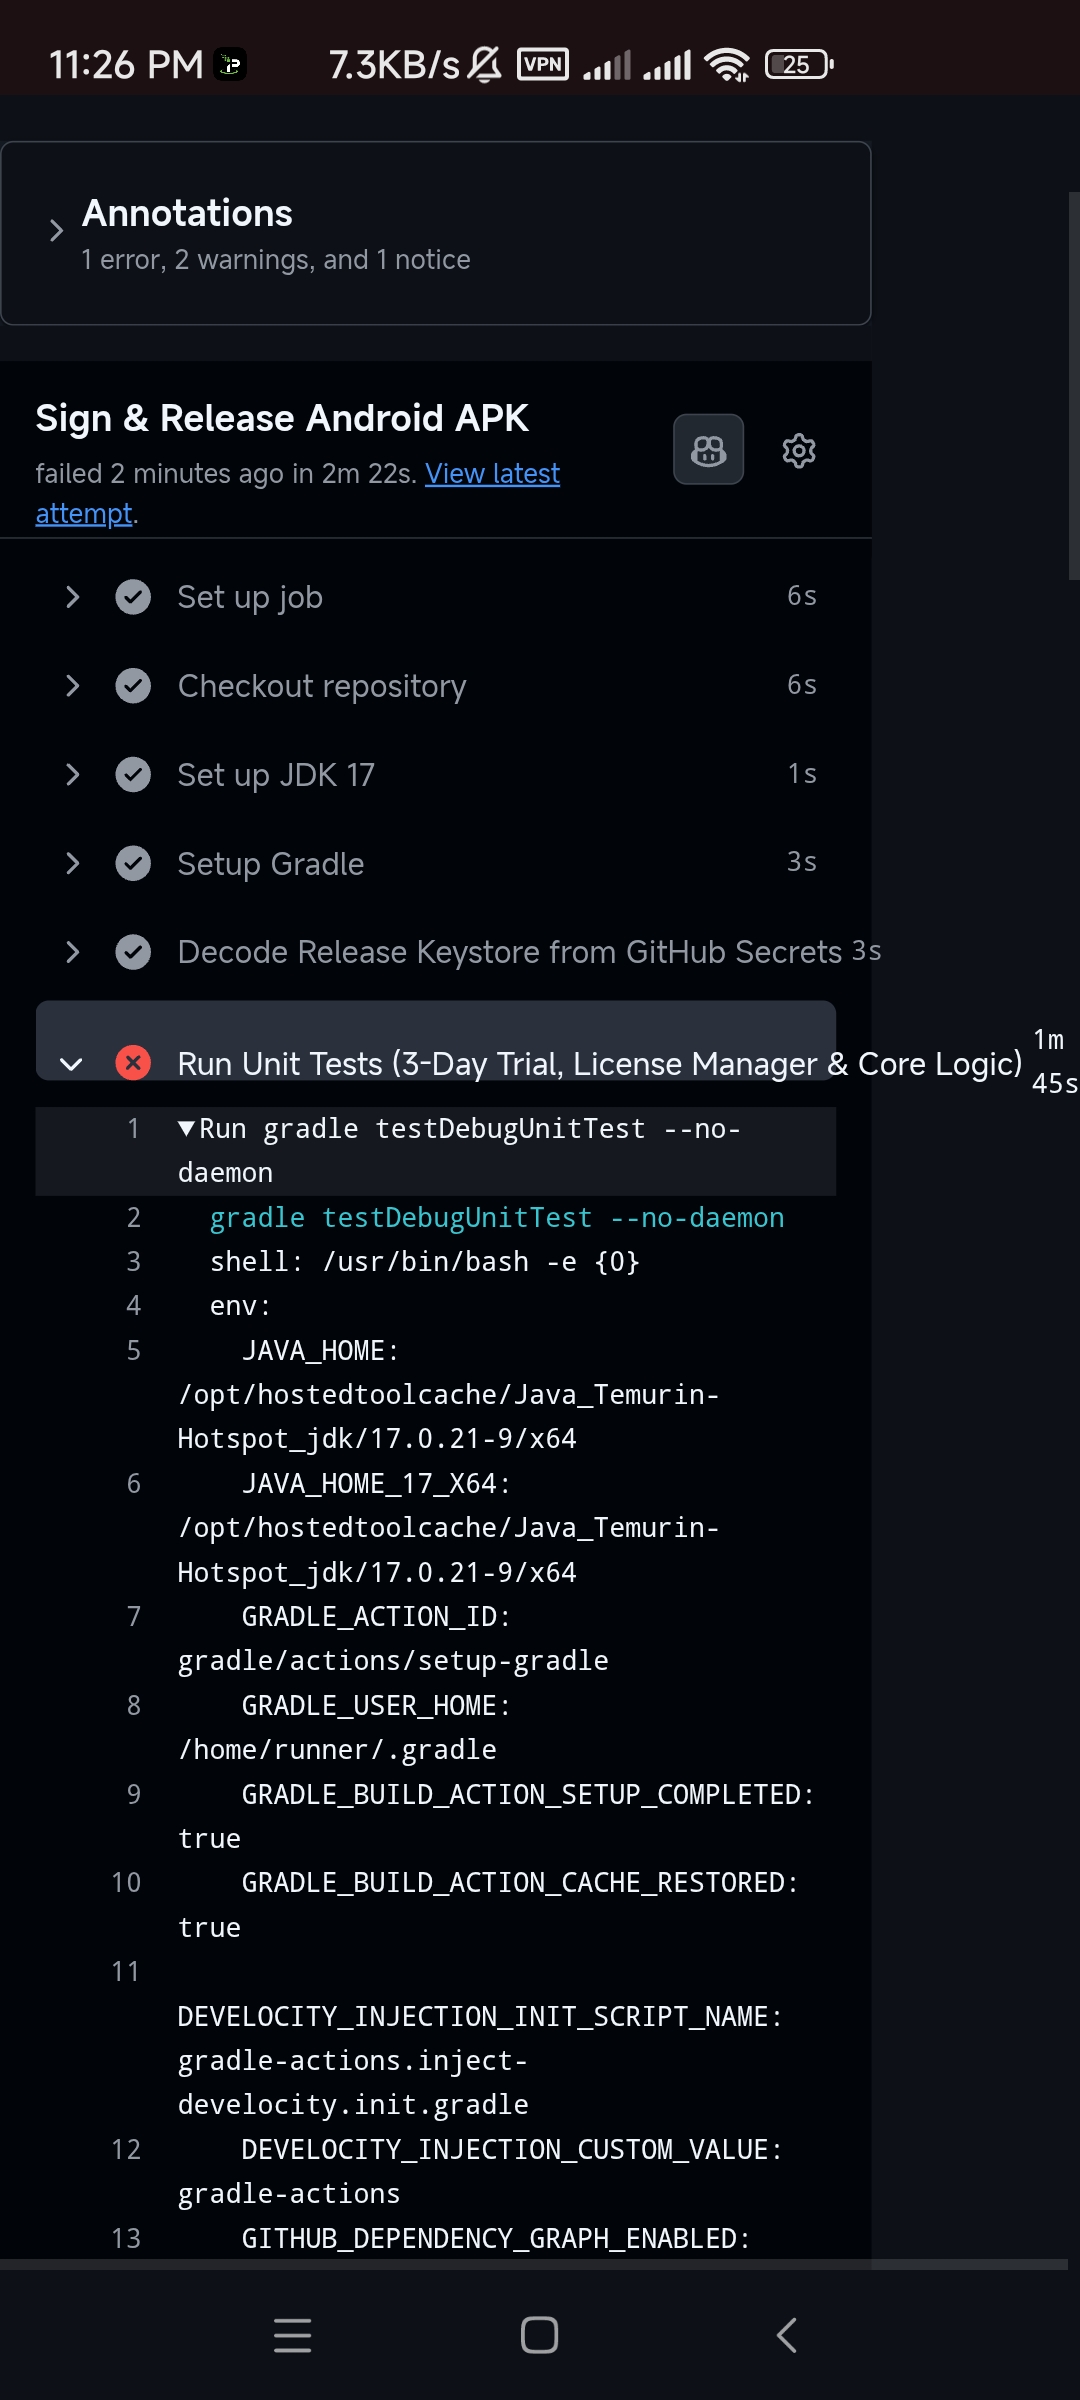 11:26 PM 7.3KB/s VPN 25
Annotations
1 error, 2 warnings, and 1 notice
Sign & Release Android APK
failed 2 minutes ago in 2m 22s. View latest
attempt.
Set up job 6s
Checkout repository 6s
Set up JDK 17 1s
Setup Gradle 3s
Decode Release Keystore from GitHub Secrets 3s
Run Unit Tests (3-Day Trial, License Manager & Core Logic) 1m
45s
1 ▼Run gradle testDebugUnitTest --no-
daemon
2 gradle testDebugUnitTest --no-daemon
3 shell: /usr/bin/bash -e {0}
4 env:
5 JAVA_HOME:
/opt/hostedtoolcache/Java_Temurin-
Hotspot_jdk/17.0.21-9/x64
6 JAVA_HOME_17_X64:
/opt/hostedtoolcache/Java_Temurin-
Hotspot_jdk/17.0.21-9/x64
7 GRADLE_ACTION_ID:
gradle/actions/setup-gradle
8 GRADLE_USER_HOME:
/home/runner/.gradle
9 GRADLE_BUILD_ACTION_SETUP_COMPLETED:
true
10 GRADLE_BUILD_ACTION_CACHE_RESTORED:
true
11
DEVELOCITY_INJECTION_INIT_SCRIPT_NAME:
gradle-actions.inject-
develocity.init.gradle
12 DEVELOCITY_INJECTION_CUSTOM_VALUE:
gradle-actions
13 GITHUB_DEPENDENCY_GRAPH_ENABLED: